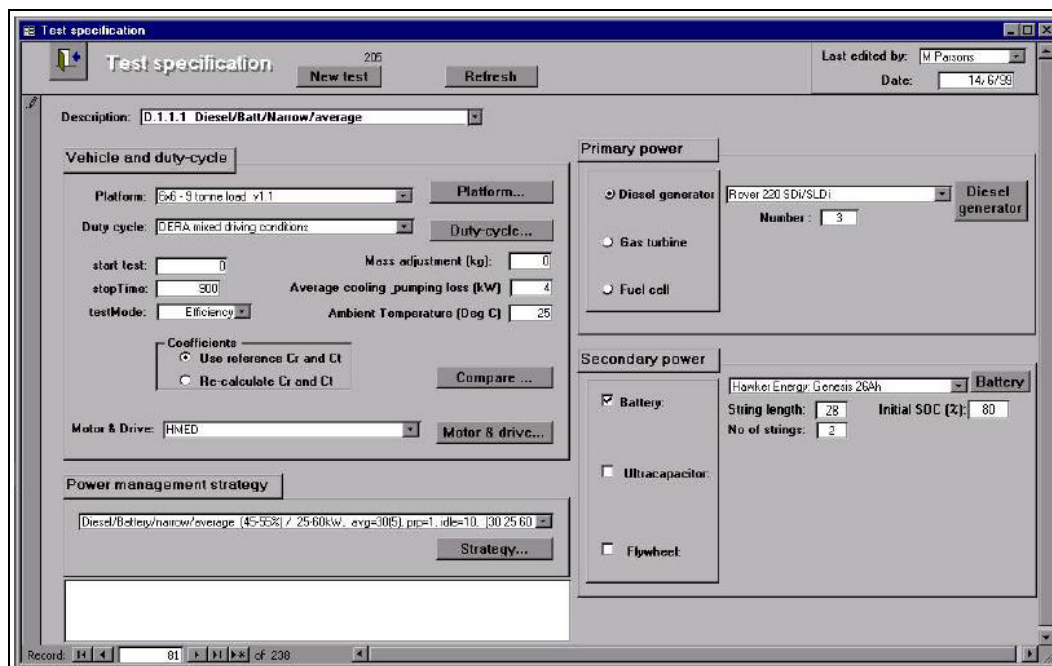 Test specification
Test specification
205
New test
Refresh
Last edited by: M Parsons
Date: 14/6/99
Description: D.1.1.1 Diesel/Batt/Narrow/average
Vehicle and duty-cycle
Platform: 6x6 - 9 tonne load v1.1
Platform...
Duty cycle: DERA mixed driving conditions
Duty-cycle...
start test: 0
Mass adjustment (kg): 0
stopTime: 900
Average cooling pumping loss (kW) 4
testMode: Efficiency
Ambient Temperature (Deg C) 25
Coefficients
Use reference Cr and Ct
Re-calculate Cr and Ct
Compare ...
Motor & Drive: HMED
Motor & drive...
Power management strategy
Diesel/Battery/narrow/average (45-55%) / 25-60kW, avg=30(5), prp=1, idle=10, |30 25 60
Strategy...
Primary power
Diesel generator
Rover 220 SDi/SLDi
Diesel
generator
Number: 3
Gas turbine
Fuel cell
Secondary power
Battery:
Hawker Energy: Genesis 26Ah
Battery
String length: 28
Initial SOC (%): 80
No of strings: 2
Ultracapacitor:
Flywheel:
Record: 81 of 238